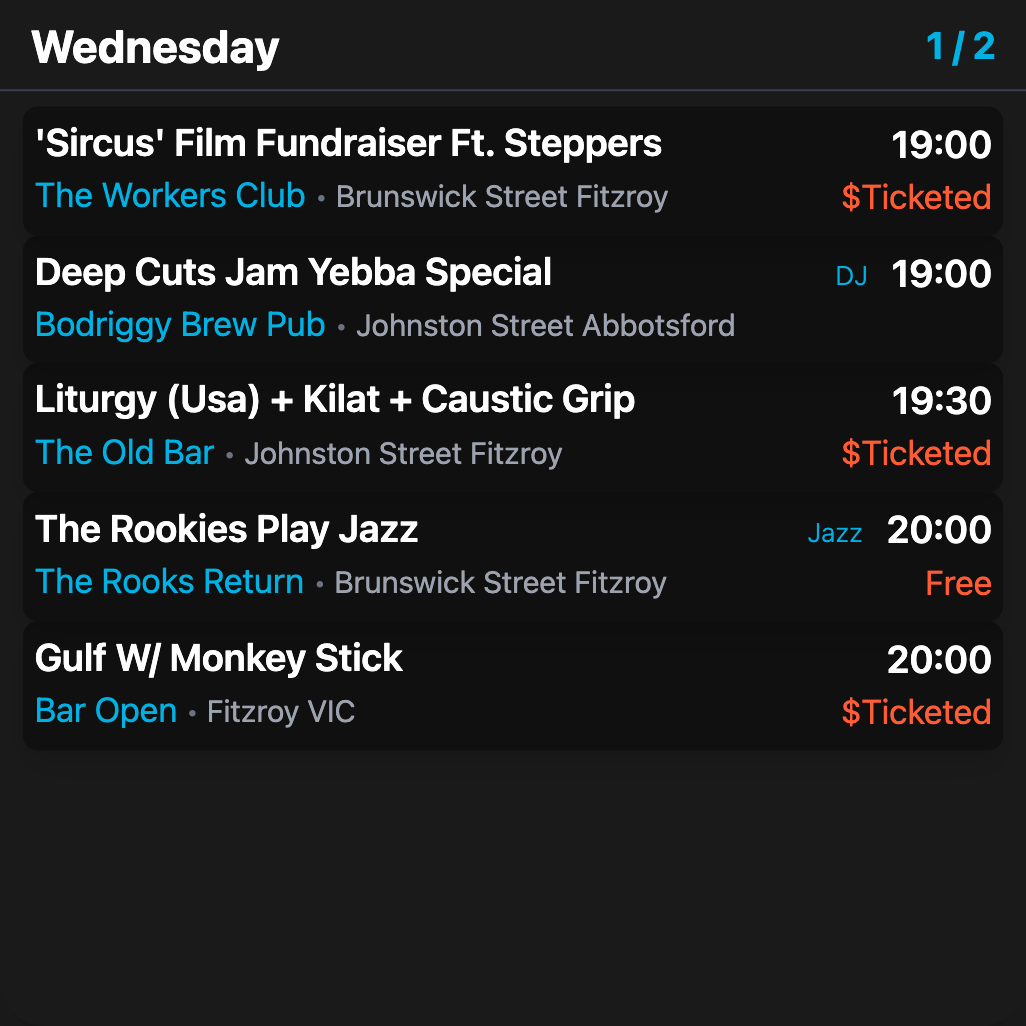 Wednesday 1 / 2
'Sircus' Film Fundraiser Ft. Steppers 19:00
The Workers Club • Brunswick Street Fitzroy $Ticketed
Deep Cuts Jam Yebba Special DJ 19:00
Bodriggy Brew Pub • Johnston Street Abbotsford
Liturgy (Usa) + Kilat + Caustic Grip 19:30
The Old Bar • Johnston Street Fitzroy $Ticketed
The Rookies Play Jazz Jazz 20:00
The Rooks Return • Brunswick Street Fitzroy Free
Gulf W/ Monkey Stick 20:00
Bar Open • Fitzroy VIC $Ticketed